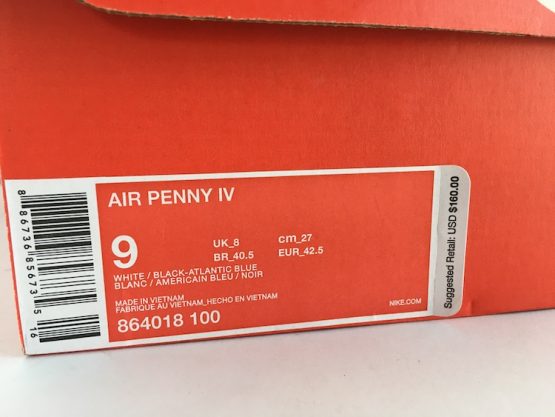 AIR PENNY IV
9
UK_8 cm_27
BR_40.5 EUR_42.5
WHITE / BLACK-ATLANTIC BLUE
BLANC / AMERICAIN BLEU / NOIR
MADE IN VIETNAM
FABRIQUE AU VIETNAM_HECHO EN VIETNAM
864018 100
NIKE.COM
Suggested Retail: USD $160.00
8 86736 85673 5 16